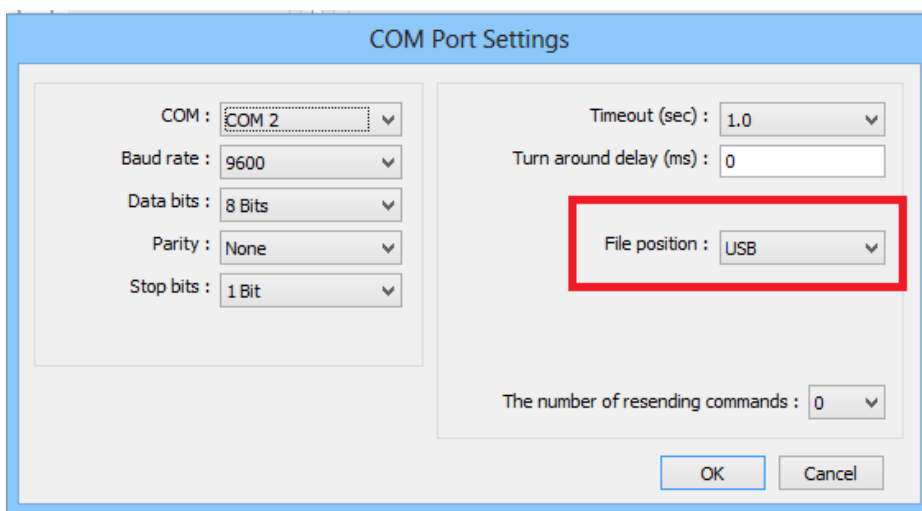 COM Port Settings
COM : COM 2
Baud rate : 9600
Data bits : 8 Bits
Parity : None
Stop bits : 1 Bit
Timeout (sec) : 1.0
Turn around delay (ms) : 0
File position : USB
The number of resending commands : 0
OK
Cancel